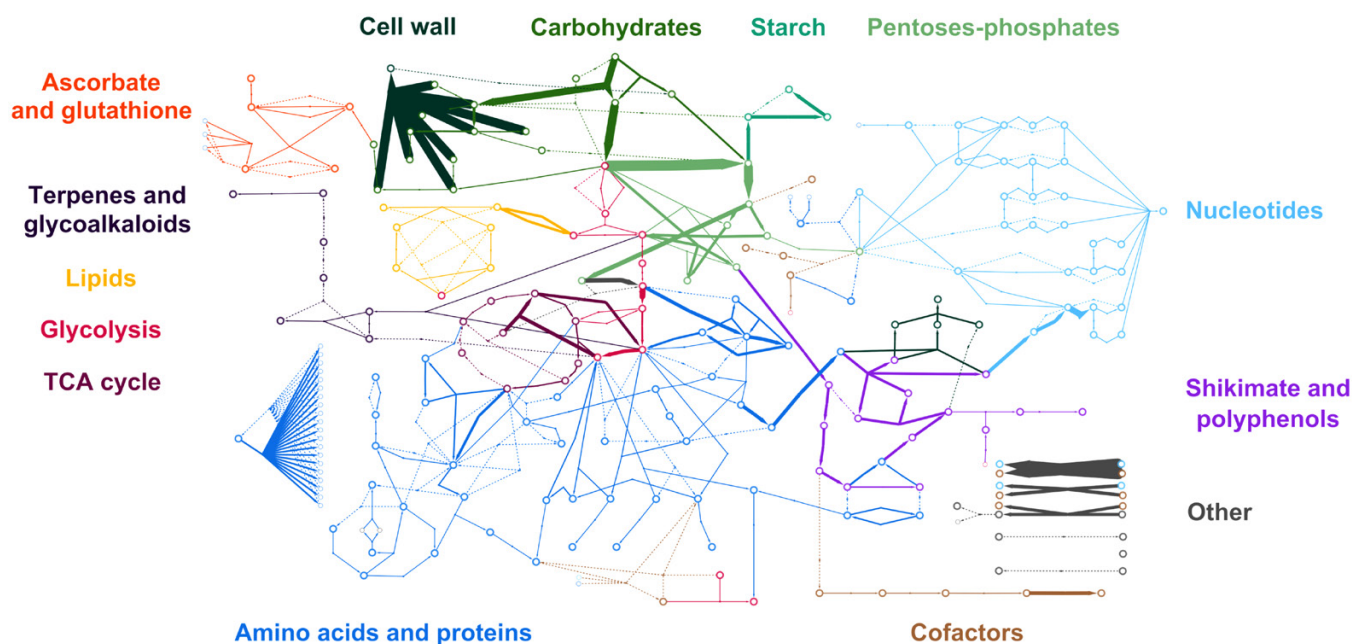 Cell wall
Carbohydrates
Starch
Pentoses-phosphates
Ascorbate
and glutathione
Terpenes and
glycoalkaloids
Nucleotides
Lipids
Glycolysis
TCA cycle
Shikimate and
polyphenols
Other
Amino acids and proteins
Cofactors